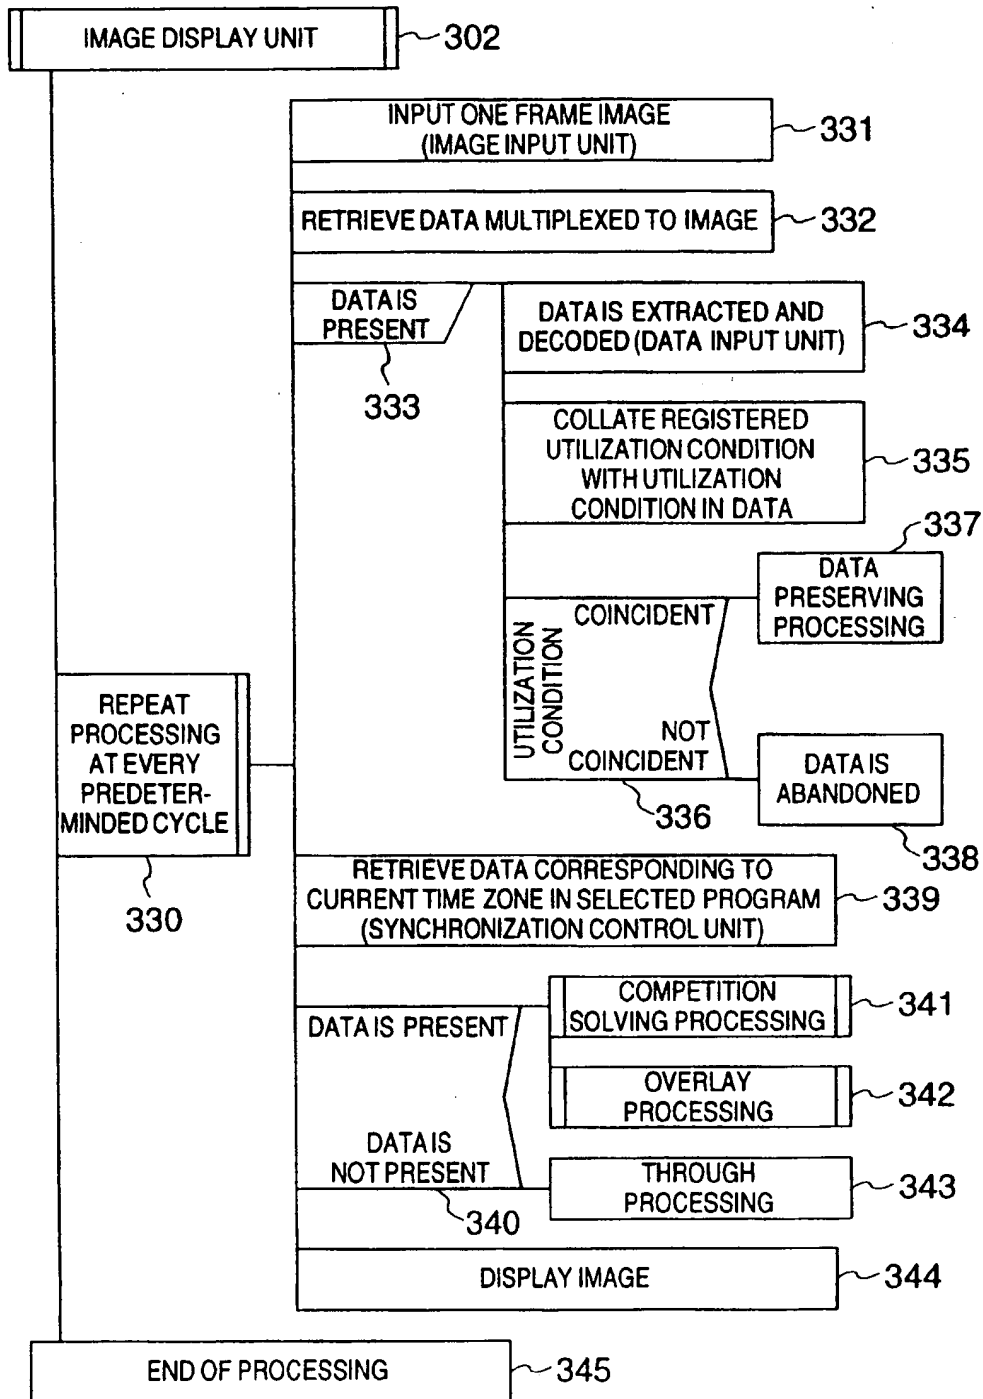 IMAGE DISPLAY UNIT
302
INPUT ONE FRAME IMAGE
(IMAGE INPUT UNIT)
331
RETRIEVE DATA MULTIPLEXED TO IMAGE
332
DATA IS
PRESENT
333
DATA IS EXTRACTED AND
DECODED (DATA INPUT UNIT)
334
COLLATE REGISTERED
UTILIZATION CONDITION
WITH UTILIZATION
CONDITION IN DATA
335
UTILIZATION
CONDITION
COINCIDENT
NOT
COINCIDENT
336
337
DATA
PRESERVING
PROCESSING
DATA IS
ABANDONED
338
REPEAT
PROCESSING
AT EVERY
PREDETER-
MINDED CYCLE
330
RETRIEVE DATA CORRESPONDING TO
CURRENT TIME ZONE IN SELECTED PROGRAM
(SYNCHRONIZATION CONTROL UNIT)
339
DATA IS PRESENT
DATA IS
NOT PRESENT
340
COMPETITION
SOLVING PROCESSING
341
OVERLAY
PROCESSING
342
THROUGH
PROCESSING
343
DISPLAY IMAGE
344
END OF PROCESSING
345